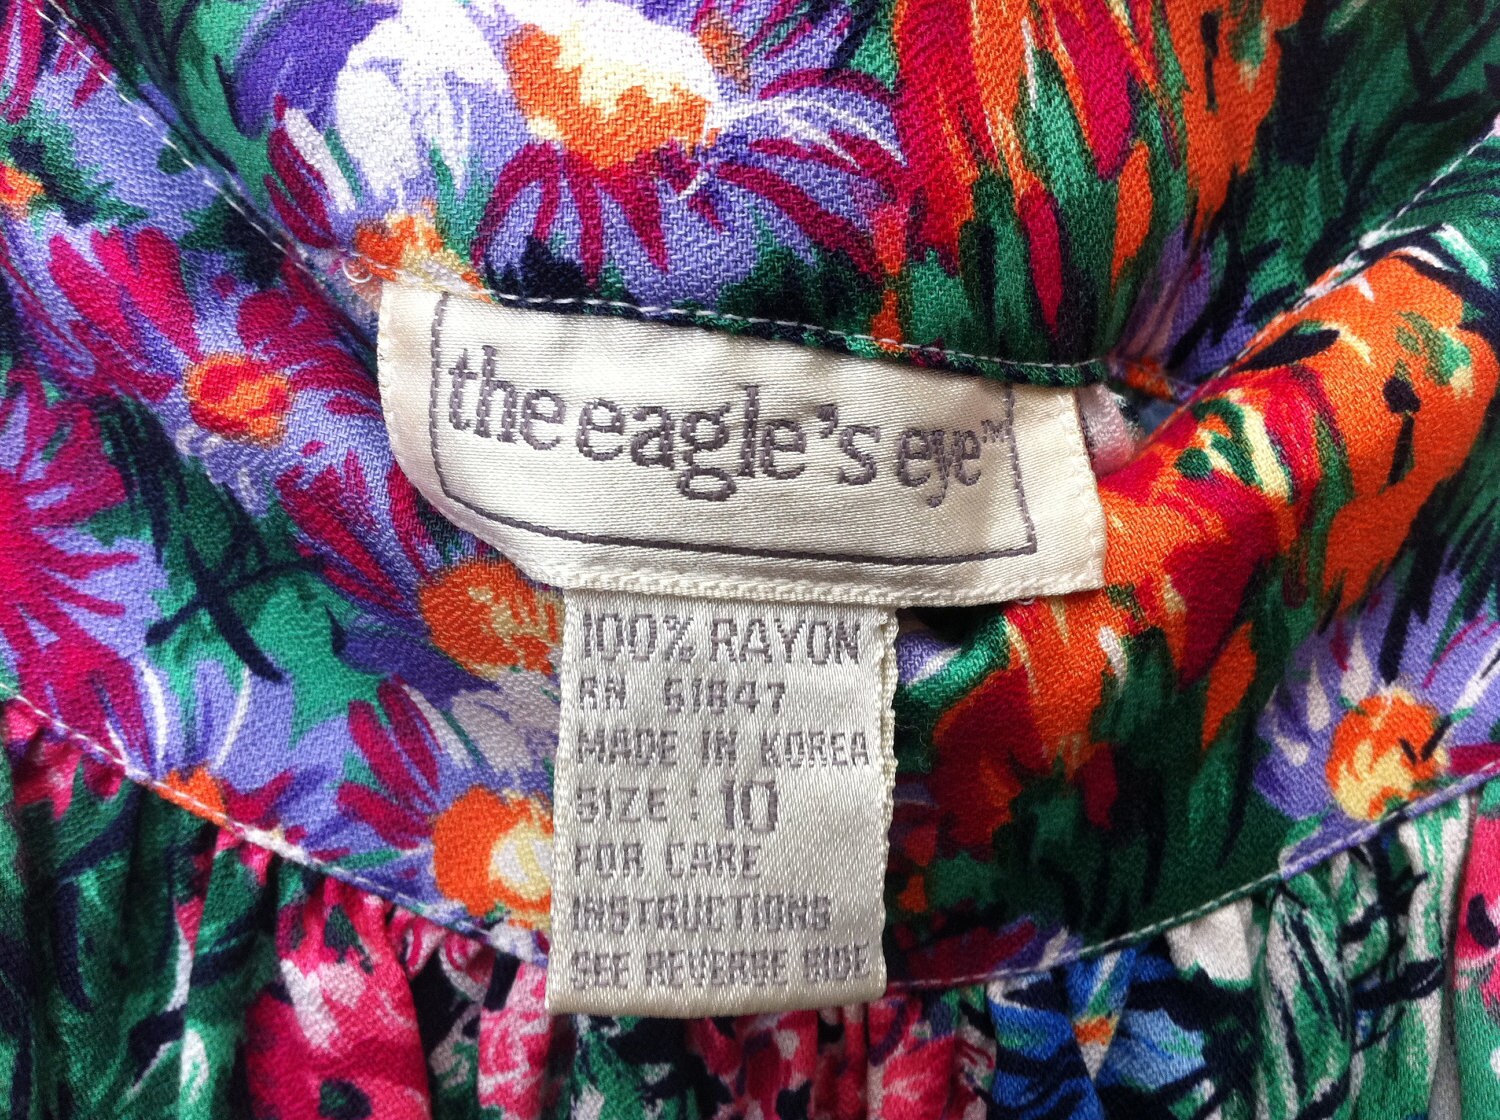 the eagle's eye™
100% RAYON
RN 61847
MADE IN KOREA
SIZE: 10
FOR CARE
INSTRUCTIONS
SEE REVERSE SIDE